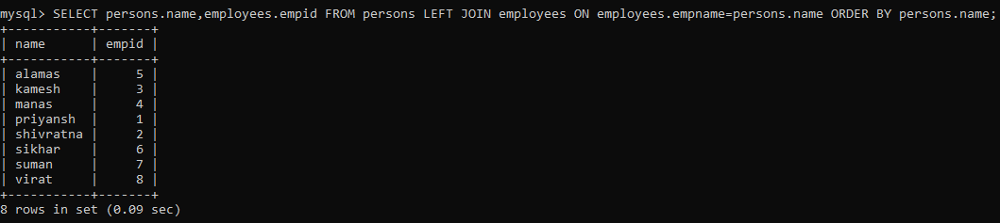 mysql> SELECT persons.name,employees.empid FROM persons LEFT JOIN employees ON employees.empname=persons.name ORDER BY persons.name;
+-----------+-------+
| name      | empid |
+-----------+-------+
| alamas    |     5 |
| kamesh    |     3 |
| manas     |     4 |
| priyansh  |     1 |
| shivratna |     2 |
| sikhar    |     6 |
| suman     |     7 |
| virat     |     8 |
+-----------+-------+
8 rows in set (0.09 sec)